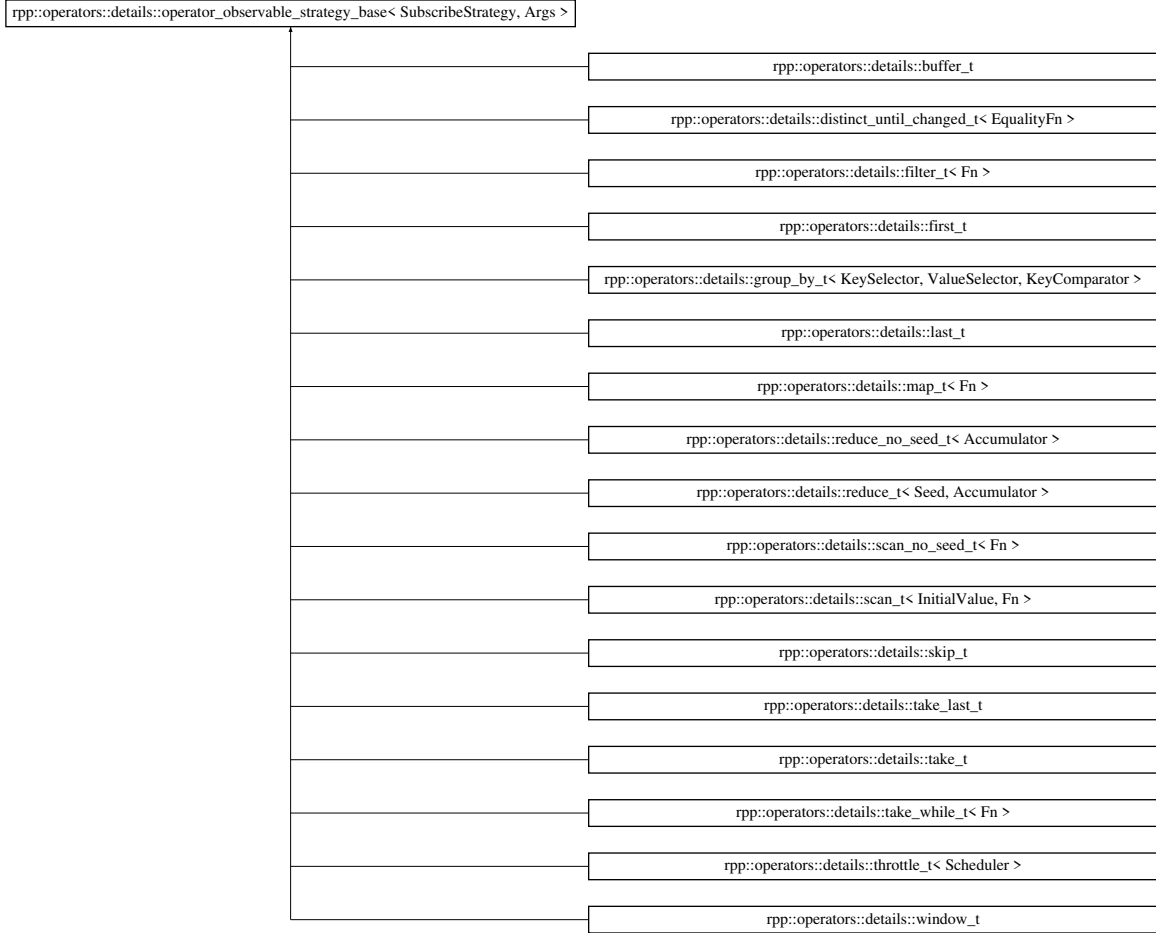 rpp::operators::details::operator_observable_strategy_base< SubscribeStrategy, Args >
rpp::operators::details::buffer_t
rpp::operators::details::distinct_until_changed_t< EqualityFn >
rpp::operators::details::filter_t< Fn >
rpp::operators::details::first_t
rpp::operators::details::group_by_t< KeySelector, ValueSelector, KeyComparator >
rpp::operators::details::last_t
rpp::operators::details::map_t< Fn >
rpp::operators::details::reduce_no_seed_t< Accumulator >
rpp::operators::details::reduce_t< Seed, Accumulator >
rpp::operators::details::scan_no_seed_t< Fn >
rpp::operators::details::scan_t< InitialValue, Fn >
rpp::operators::details::skip_t
rpp::operators::details::take_last_t
rpp::operators::details::take_t
rpp::operators::details::take_while_t< Fn >
rpp::operators::details::throttle_t< Scheduler >
rpp::operators::details::window_t